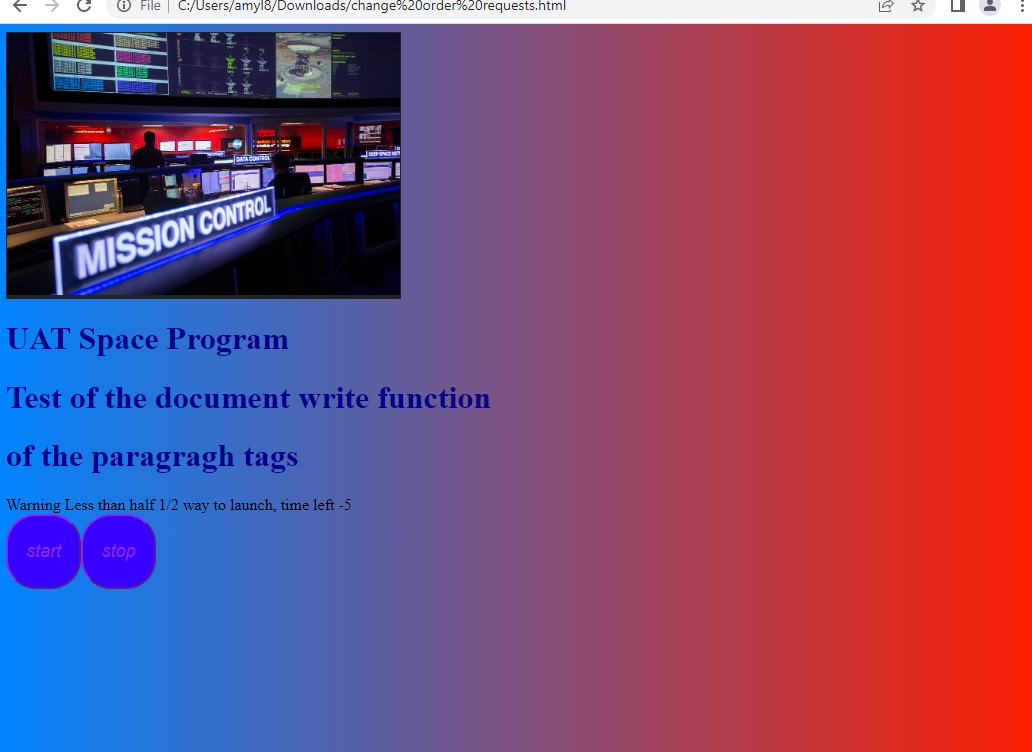 File | C:/Users/amyl8/Downloads/change%20order%20requests.html
DATA CONTROL
DEEP SPACE NET
MISSION CONTROL
UAT Space Program
Test of the document write function
of the paragragh tags
Warning Less than half 1/2 way to launch, time left -5
start stop